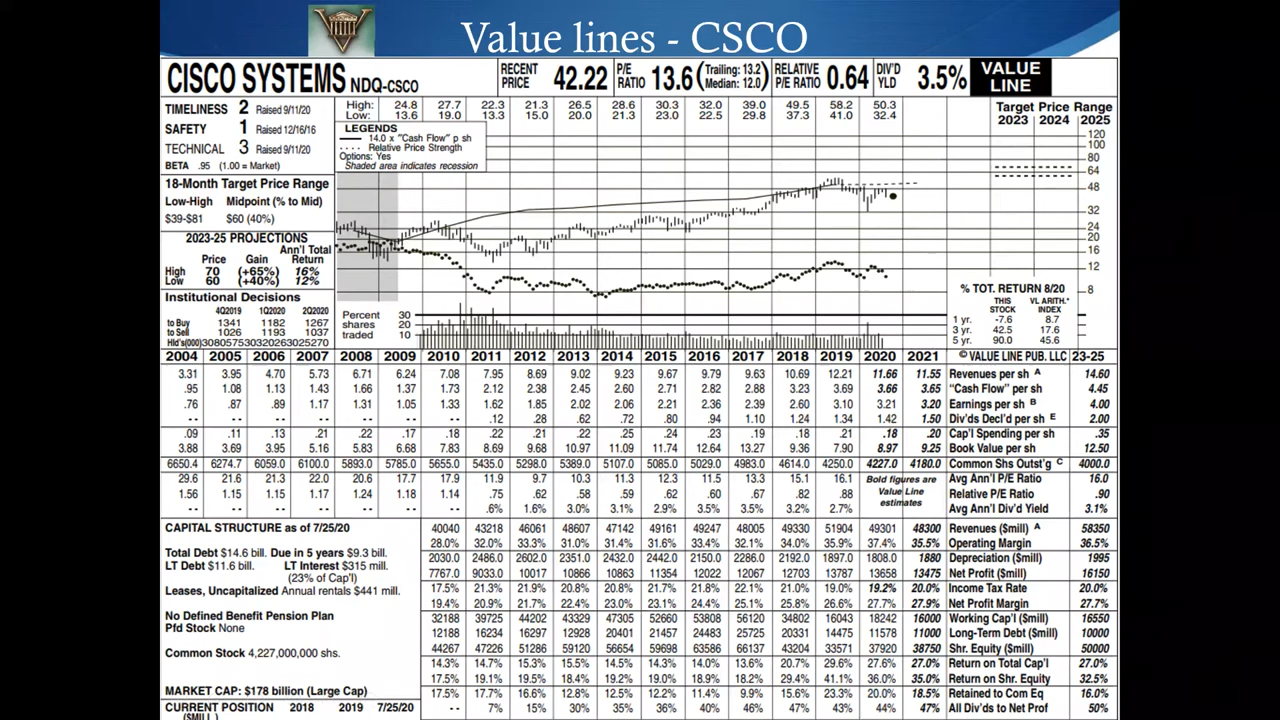 Value lines - CSCO
CISCO SYSTEMS NDQ-CSCO
RECENT PRICE 42.22 P/E RATIO 13.6 (Trailing: 13.2 Median: 12.0) RELATIVE P/E RATIO 0.64 DIV'D YLD 3.5% VALUE LINE
TIMELINESS 2 Raised 9/11/20
SAFETY 1 Raised 12/16/16
TECHNICAL 3 Raised 9/11/20
BETA .95 (1.00 = Market)
18-Month Target Price Range
Low-High Midpoint (% to Mid)
$39-$81 $60 (40%)
2023-25 PROJECTIONS
Ann'l Total
Price Gain Return
High 70 (+65%) 16%
Low 60 (+40%) 12%
Institutional Decisions
4Q2019 1Q2020 2Q2020
to Buy 1341 1182 1267
to Sell 1026 1193 1037
Hld's(000)308057530320263025270
High: 24.8 27.7 22.3 21.3 26.5 28.6 30.3 32.0 39.0 49.5 58.2 50.3
Low: 13.6 19.0 13.3 15.0 20.0 21.3 23.0 22.5 29.8 37.3 41.0 32.4
LEGENDS
14.0 x "Cash Flow" p sh
Relative Price Strength
Options: Yes
Shaded area indicates recession
Target Price Range
2023 2024 2025
120
100
80
64
48
32
24
20
16
12
8
Percent 30
shares 20
traded 10
% TOT. RETURN 8/20
THIS VL ARITH.*
STOCK INDEX
1 yr. -7.6 8.7
3 yr. 42.5 17.6
5 yr. 90.0 45.6
2004 2005 2006 2007 2008 2009 2010 2011 2012 2013 2014 2015 2016 2017 2018 2019 2020 2021 © VALUE LINE PUB. LLC 23-25
3.31 3.95 4.70 5.73 6.71 6.24 7.08 7.95 8.69 9.02 9.23 9.67 9.79 9.63 10.69 12.21 11.66 11.55 Revenues per sh A 14.60
.95 1.08 1.13 1.43 1.66 1.37 1.73 2.12 2.38 2.45 2.60 2.71 2.82 2.88 3.23 3.69 3.66 3.65 "Cash Flow" per sh 4.45
.76 .87 .89 1.17 1.31 1.05 1.33 1.62 1.85 2.02 2.06 2.21 2.36 2.39 2.60 3.10 3.21 3.20 Earnings per sh B 4.00
-- -- -- -- -- -- -- .12 .28 .62 .72 .80 .94 1.10 1.24 1.34 1.42 1.50 Div'ds Decl'd per sh E 2.00
.09 .11 .13 .21 .22 .17 .18 .22 .21 .22 .25 .24 .23 .19 .18 .21 .18 .20 Cap'l Spending per sh .35
3.88 3.69 3.95 5.16 5.83 6.68 7.83 8.69 9.68 10.97 11.09 11.74 12.64 13.27 9.36 7.90 8.97 9.25 Book Value per sh 12.50
6650.4 6274.7 6059.0 6100.0 5893.0 5785.0 5655.0 5435.0 5298.0 5389.0 5107.0 5085.0 5029.0 4983.0 4614.0 4250.0 4227.0 4180.0 Common Shs Outst'g C 4000.0
29.6 21.6 21.3 22.0 20.6 17.7 17.9 11.9 9.7 10.3 11.3 12.3 11.5 13.3 15.1 16.1 Bold figures are Avg Ann'l P/E Ratio 16.0
1.56 1.15 1.15 1.17 1.24 1.18 1.14 .75 .62 .58 .59 .62 .60 .67 .82 .88 Value Line Relative P/E Ratio .90
-- -- -- -- -- -- -- .6% 1.6% 3.0% 3.1% 2.9% 3.5% 3.5% 3.2% 2.7% estimates Avg Ann'l Div'd Yield 3.1%
CAPITAL STRUCTURE as of 7/25/20
Total Debt $14.6 bill. Due in 5 years $9.3 bill.
LT Debt $11.6 bill. LT Interest $315 mill.
(23% of Cap'l)
Leases, Uncapitalized Annual rentals $441 mill.
No Defined Benefit Pension Plan
Pfd Stock None
Common Stock 4,227,000,000 shs.
MARKET CAP: $178 billion (Large Cap)
CURRENT POSITION 2018 2019 7/25/20
($MILL.)
40040 43218 46061 48607 47142 49161 49247 48005 49330 51904 49301 48300 Revenues ($mill) A 58350
28.0% 32.0% 33.3% 31.0% 31.4% 31.6% 33.4% 32.1% 34.0% 35.9% 37.4% 35.5% Operating Margin 36.5%
2030.0 2486.0 2602.0 2351.0 2432.0 2442.0 2150.0 2286.0 2192.0 1897.0 1808.0 1880 Depreciation ($mill) 1995
7767.0 9033.0 10017 10866 10863 11354 12022 12067 12703 13787 13658 13475 Net Profit ($mill) 16150
17.5% 21.3% 21.9% 20.8% 20.8% 21.7% 21.8% 22.1% 21.0% 19.0% 19.2% 20.0% Income Tax Rate 20.0%
19.4% 20.9% 21.7% 22.4% 23.0% 23.1% 24.4% 25.1% 25.8% 26.6% 27.7% 27.9% Net Profit Margin 27.7%
32188 39725 44202 43329 47305 52660 53808 56120 34802 16043 18242 16000 Working Cap'l ($mill) 16550
12188 16234 16297 12928 20401 21457 24483 25725 20331 14475 11578 11000 Long-Term Debt ($mill) 10000
44267 47226 51286 59120 56654 59698 63586 66137 43204 33571 37920 38750 Shr. Equity ($mill) 50000
14.3% 14.7% 15.3% 15.5% 14.5% 14.3% 14.0% 13.6% 20.7% 29.6% 27.6% 27.0% Return on Total Cap'l 27.0%
17.5% 19.1% 19.5% 18.4% 19.2% 19.0% 18.9% 18.2% 29.4% 41.1% 36.0% 35.0% Return on Shr. Equity 32.5%
17.5% 17.7% 16.6% 12.8% 12.5% 12.2% 11.4% 9.9% 15.6% 23.3% 20.0% 18.5% Retained to Com Eq 16.0%
-- 7% 15% 30% 35% 36% 40% 46% 47% 43% 44% 47% All Div'ds to Net Prof 50%